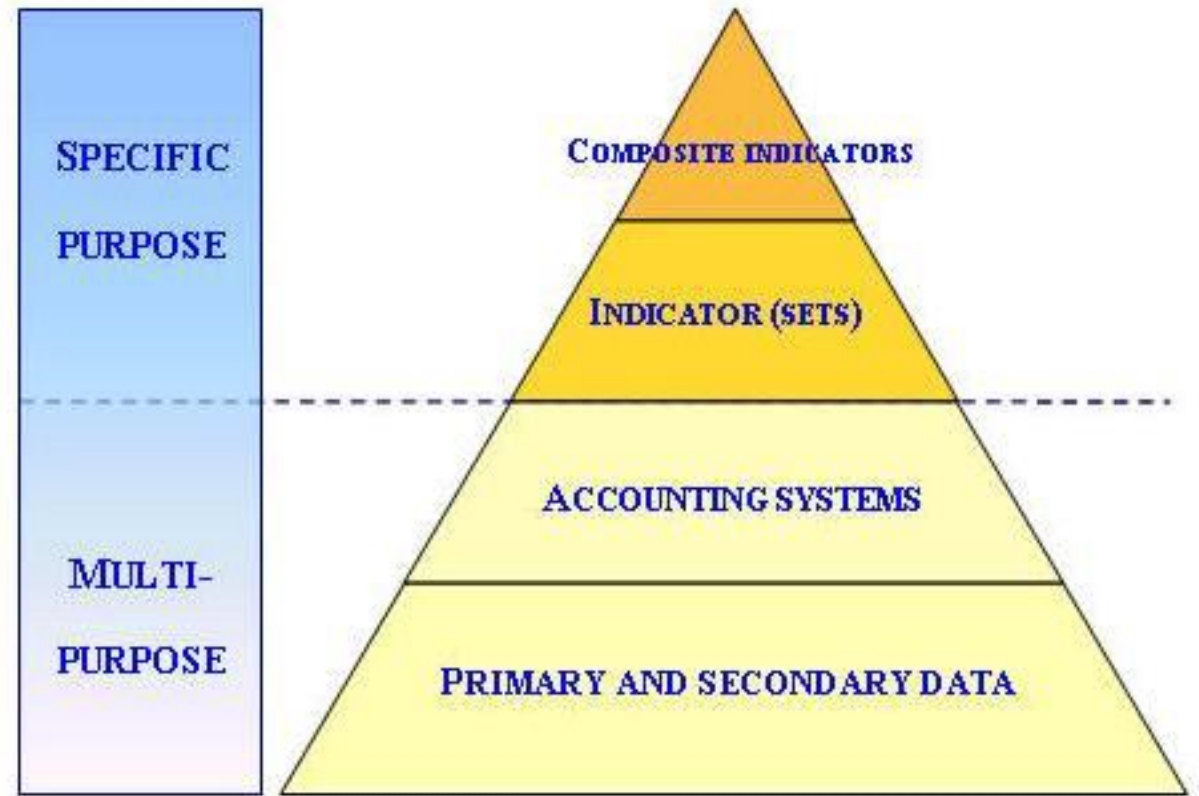 SPECIFIC
PURPOSE
MULTI-
PURPOSE
COMPOSITE INDICATORS
INDICATOR (SETS)
ACCOUNTING SYSTEMS
PRIMARY AND SECONDARY DATA